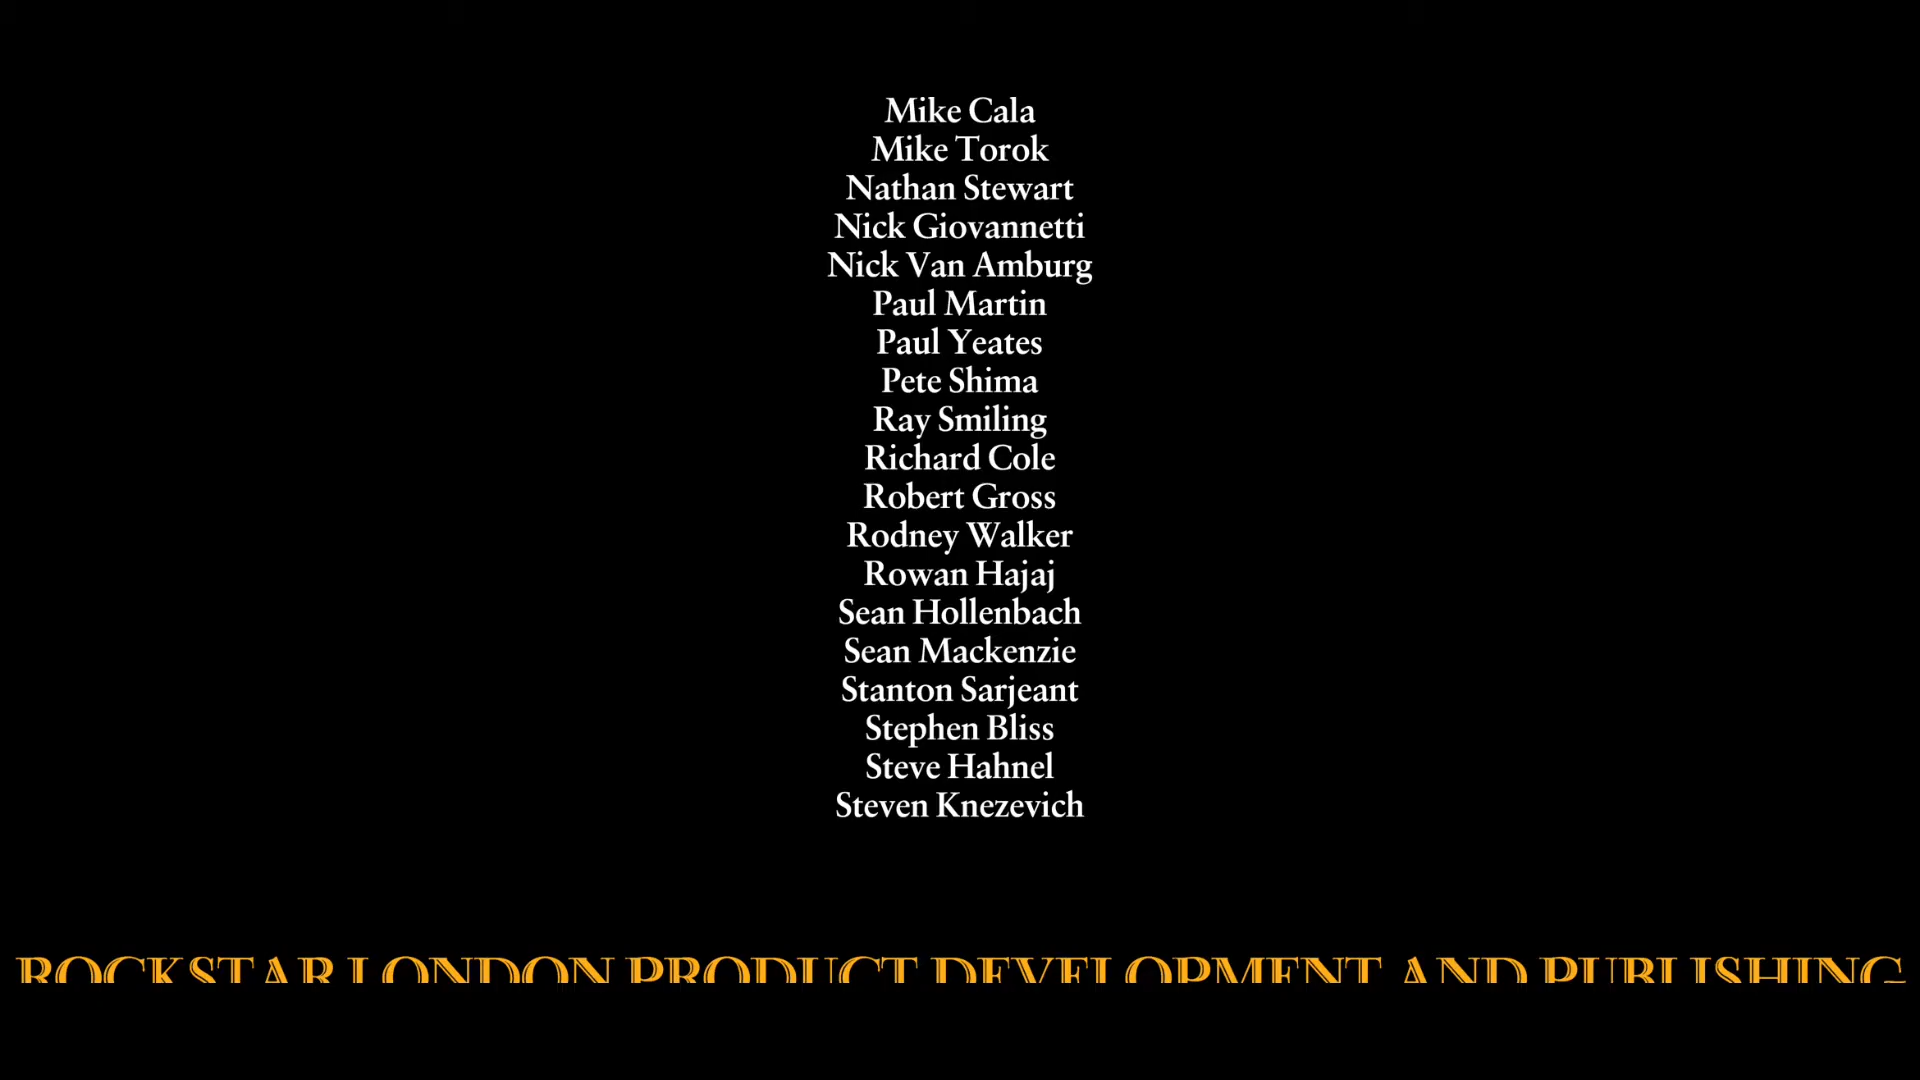 Mike Cala
Mike Torok
Nathan Stewart
Nick Giovannetti
Nick Van Amburg
Paul Martin
Paul Yeates
Pete Shima
Ray Smiling
Richard Cole
Robert Gross
Rodney Walker
Rowan Hajaj
Sean Hollenbach
Sean Mackenzie
Stanton Sarjeant
Stephen Bliss
Steve Hahnel
Steven Knezevich
ROCKSTAR LONDON PRODUCT DEVELOPMENT AND PUBLISHING